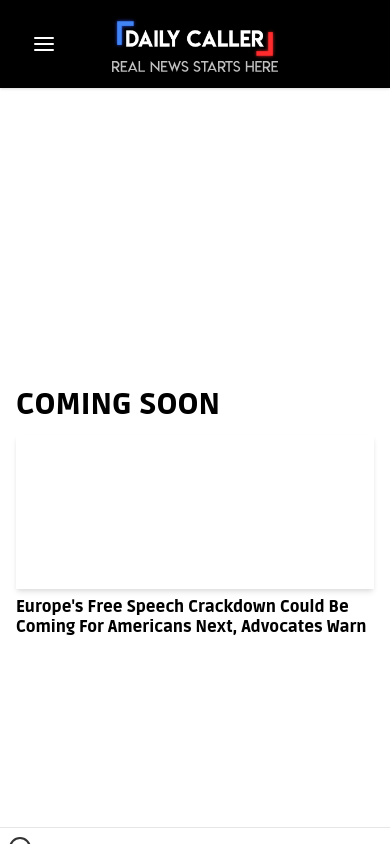 DAILY CALLER
REAL NEWS STARTS HERE
COMING SOON
Europe's Free Speech Crackdown Could Be
Coming For Americans Next, Advocates Warn